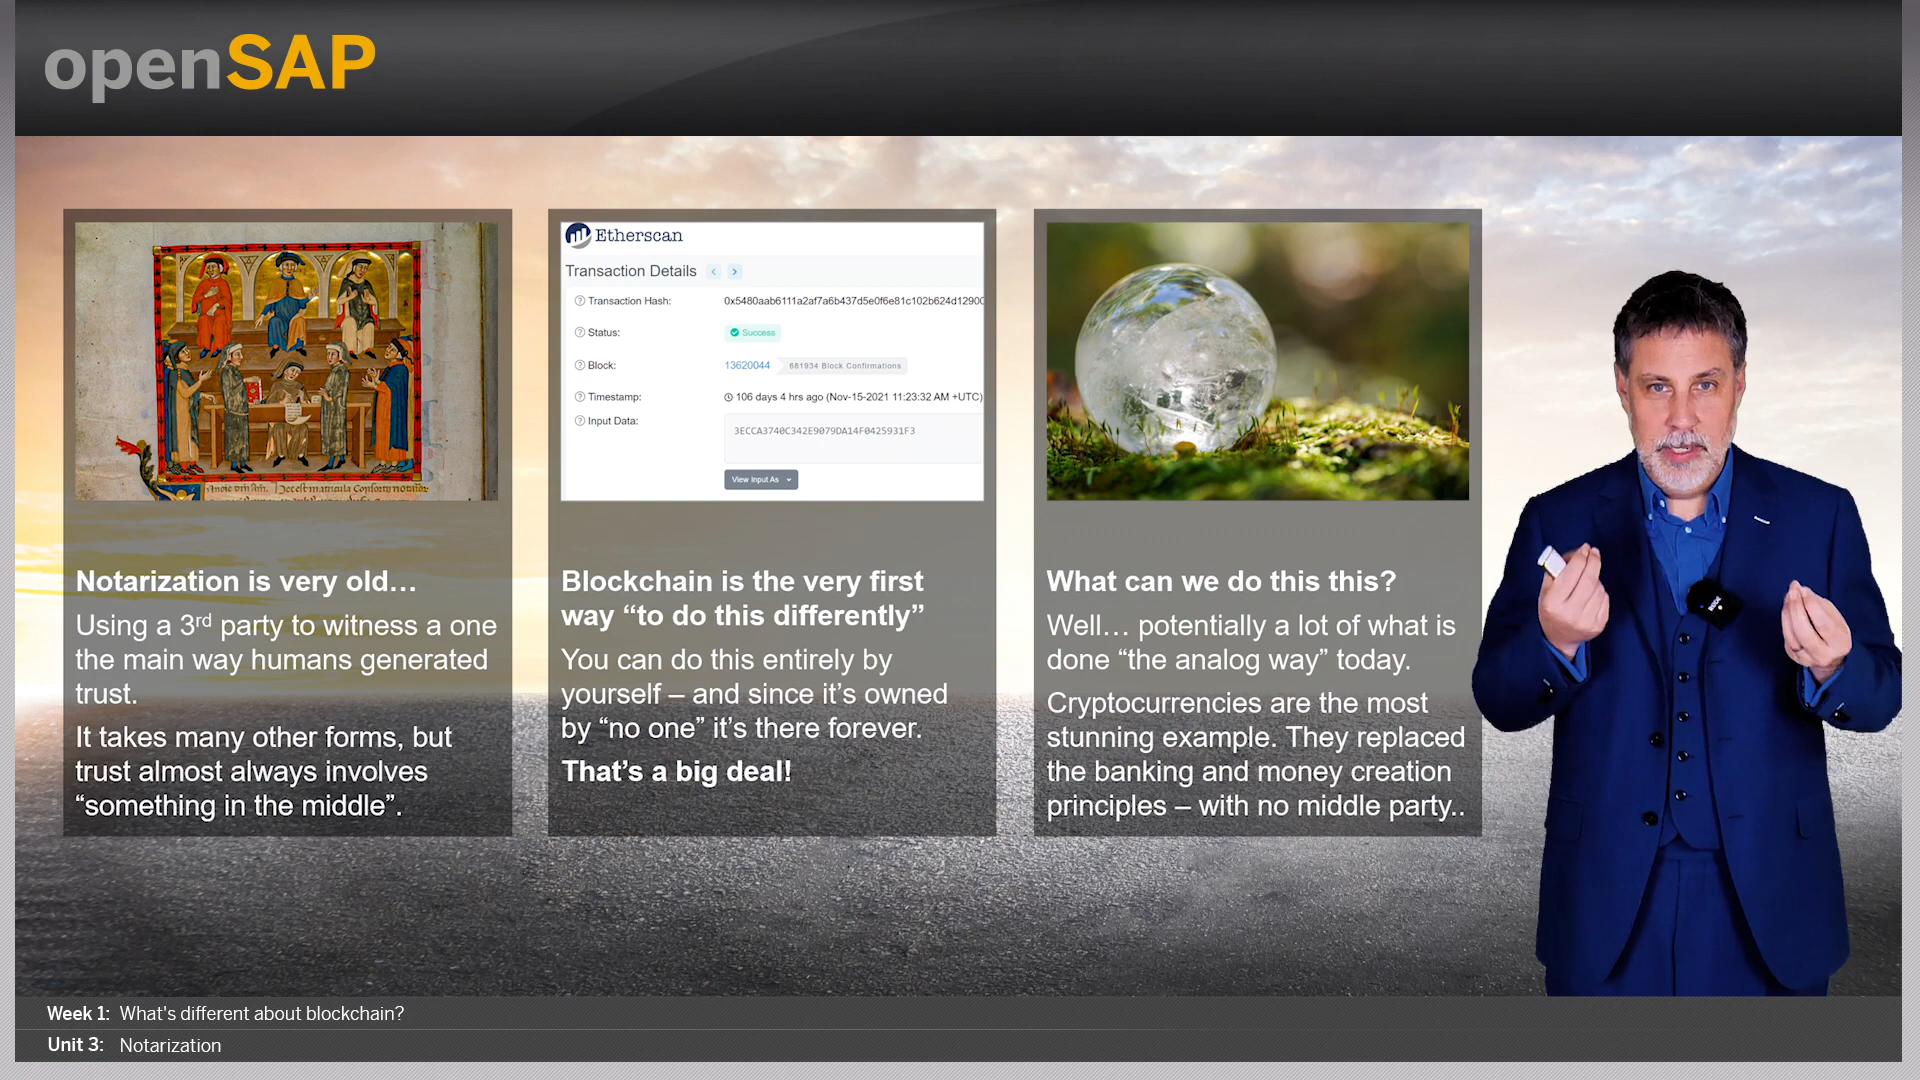 openSAP
Etherscan
Transaction Details
Transaction Hash:
0x5480aab6111a2af7a6b437d5e0f6e81c102b624d12900
Status:
Success
Block:
13620044
681934 Block Confirmations
Timestamp:
106 days 4 hrs ago (Nov-15-2021 11:23:32 AM +UTC)
Input Data:
3ECCA3740C342E9079DA14F0425931F3
View Input As
Notarization is very old…
Using a 3rd party to witness a one
the main way humans generated
trust.
It takes many other forms, but
trust almost always involves
“something in the middle”.
Blockchain is the very first
way “to do this differently”
You can do this entirely by
yourself – and since it’s owned
by “no one” it’s there forever.
That’s a big deal!
What can we do this this?
Well… potentially a lot of what is
done “the analog way” today.
Cryptocurrencies are the most
stunning example. They replaced
the banking and money creation
principles – with no middle party..
Week 1: What's different about blockchain?
Unit 3: Notarization